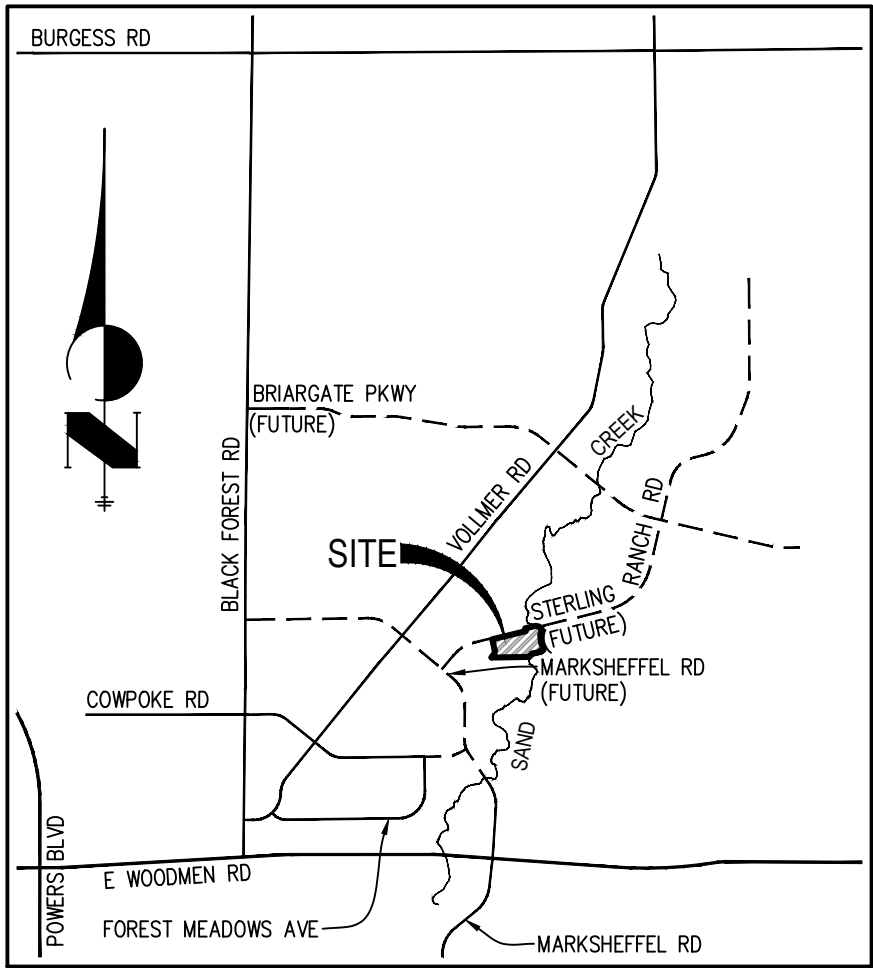 BURGESS RD
N
BRIARGATE PKWY
(FUTURE)
CREEK
VOLLMER RD
BLACK FOREST RD
RANCH RD
SITE
STERLING
(FUTURE)
MARKSHEFFEL RD
(FUTURE)
COWPOKE RD
SAND
POWERS BLVD
E WOODMEN RD
FOREST MEADOWS AVE
MARKSHEFFEL RD